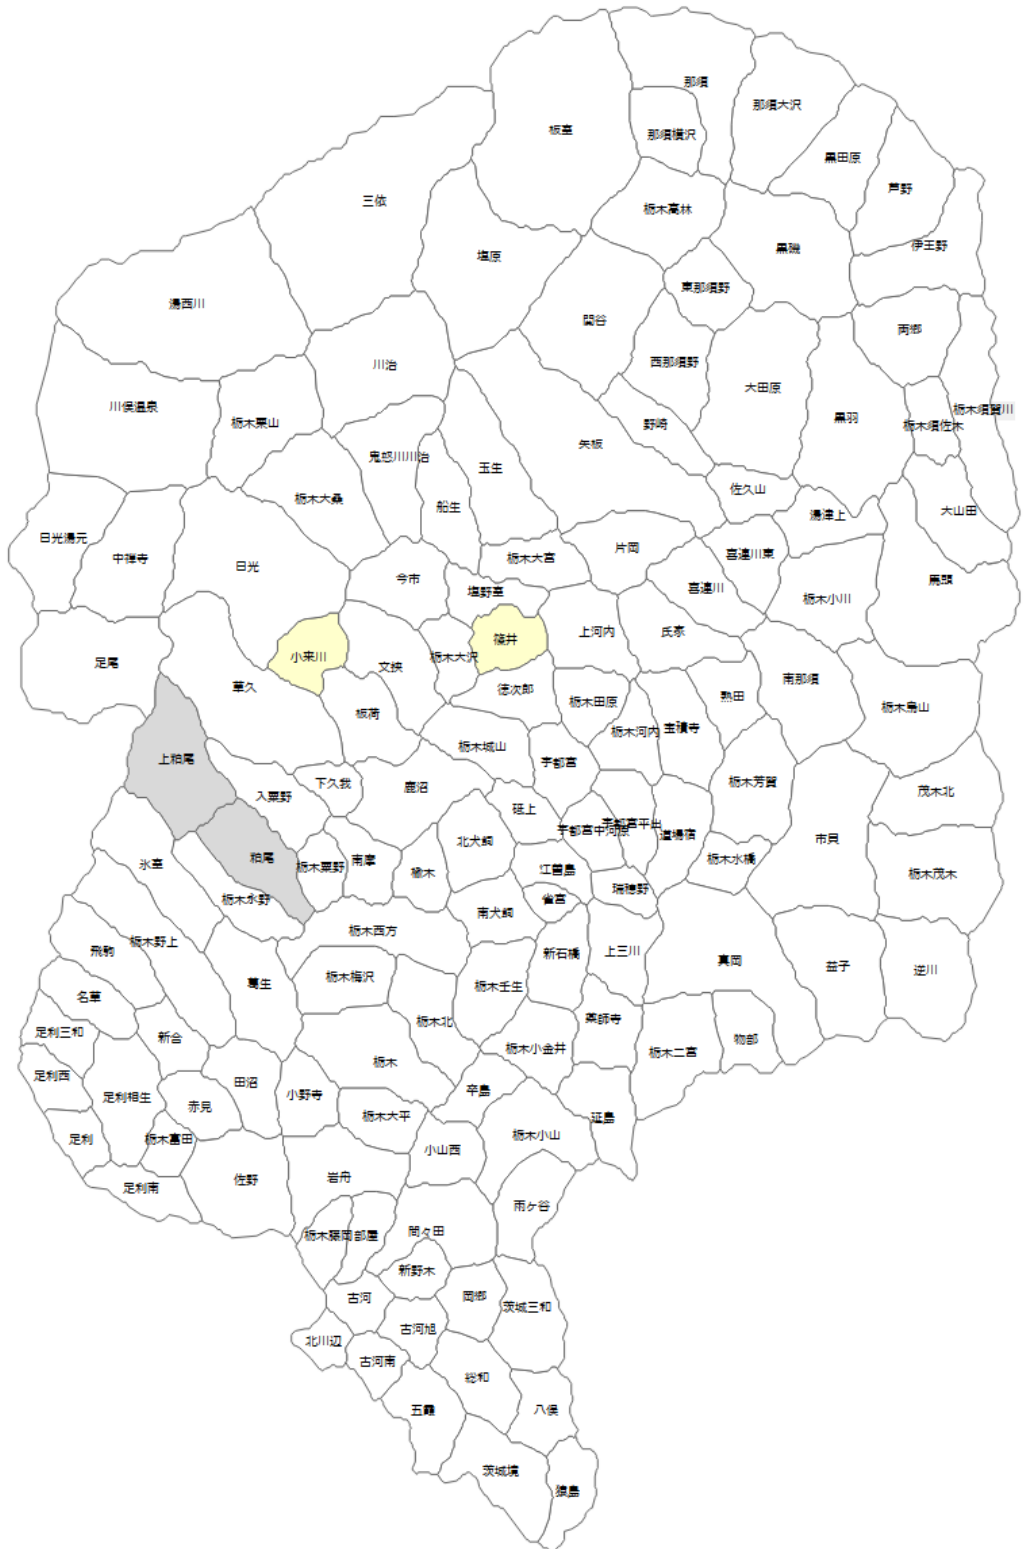 那須
那須大沢
板室
那須横沢
黒田原
芦野
三依
栃木高林
伊王野
黒磯
塩原
東那須野
湯西川
関谷
両郷
西那須野
川治
大田原
川俣温泉
栃木須賀川
黒羽
栃木栗山
野崎
栃木須佐木
矢板
鬼怒川川治
玉生
佐久山
栃木大桑
船生
大山田
湯津上
日光湯元
片岡
喜連川東
中禅寺
栃木大宮
日光
今市
馬頭
塩野室
喜連川
栃木小川
篠井
上河内
氏家
小来川
栃木大沢
足尾
文挟
南那須
草久
徳次郎
熱田
栃木田原
栃木烏山
板荷
栃木河内
宝積寺
栃木城山
上粕尾
宇都宮
下久我
鹿沼
栃木芳賀
茂木北
入粟野
砥上
宇都宮平出
宇都宮中河原
道場宿
市貝
北犬飼
粕尾
栃木水橋
氷室
栃木粟野
南摩
楡木
江曽島
栃木茂木
瑞穂野
栃木永野
雀宮
南犬飼
栃木西方
栃木野上
飛駒
新石橋
上三川
真岡
益子
逆川
栃木梅沢
葛生
栃木壬生
名草
薬師寺
栃木北
足利三和
新合
物部
栃木小金井
栃木二宮
栃木
足利西
田沼
卒島
小野寺
足利相生
赤見
栃木大平
延島
足利
栃木富田
栃木小山
小山西
岩舟
佐野
足利南
雨ヶ谷
間々田
栃木藤岡
部屋
新野木
古河
岡郷
茨城三和
古河旭
北川辺
古河南
総和
五霞
八俣
茨城境
猿島